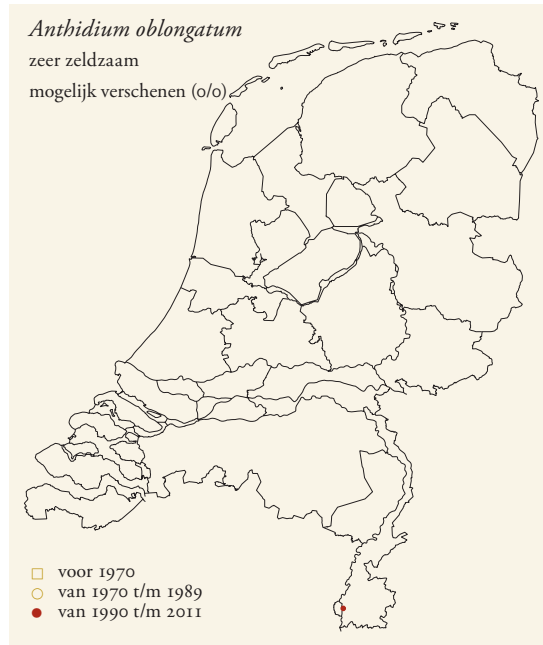 Anthidium oblongatum
zeer zeldzaam
mogelijk verschenen (0/0)
voor 1970
van 1970 t/m 1989
van 1990 t/m 2011